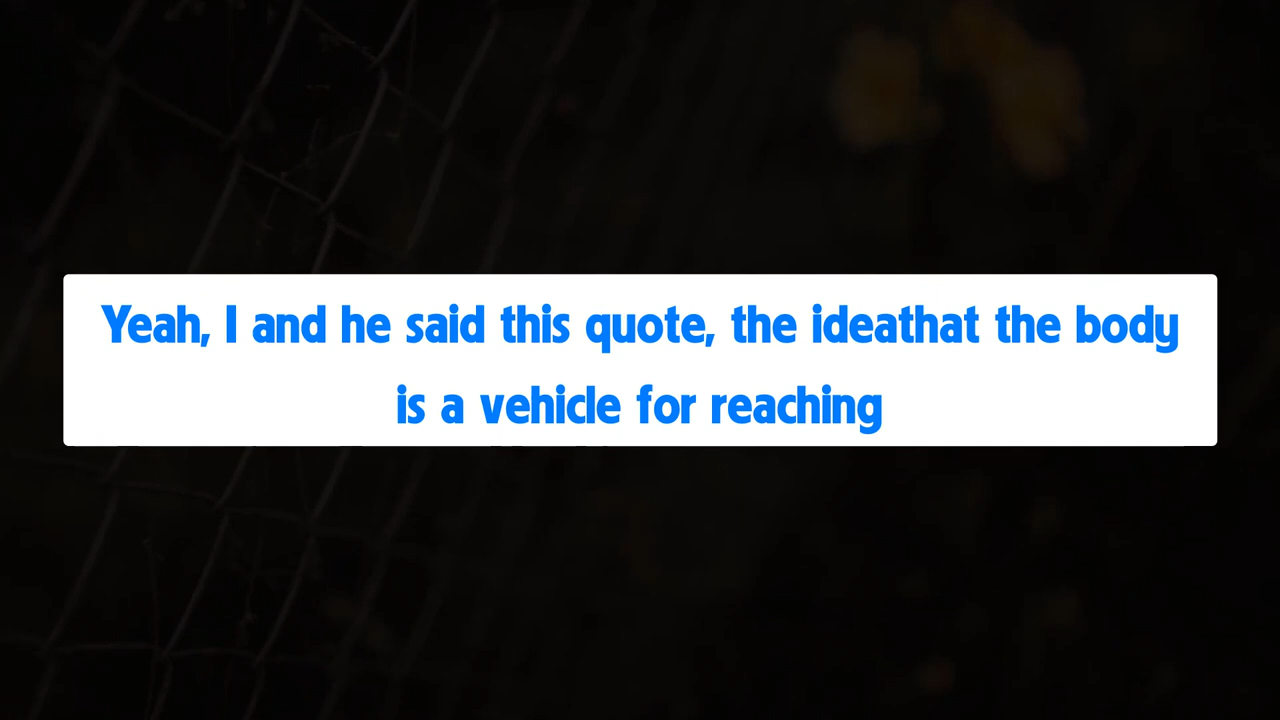 Yeah, I and he said this quote, the ideathat the body
is a vehicle for reaching